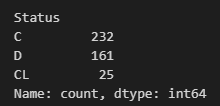 Status
C        232
D        161
CL        25
Name: count, dtype: int64